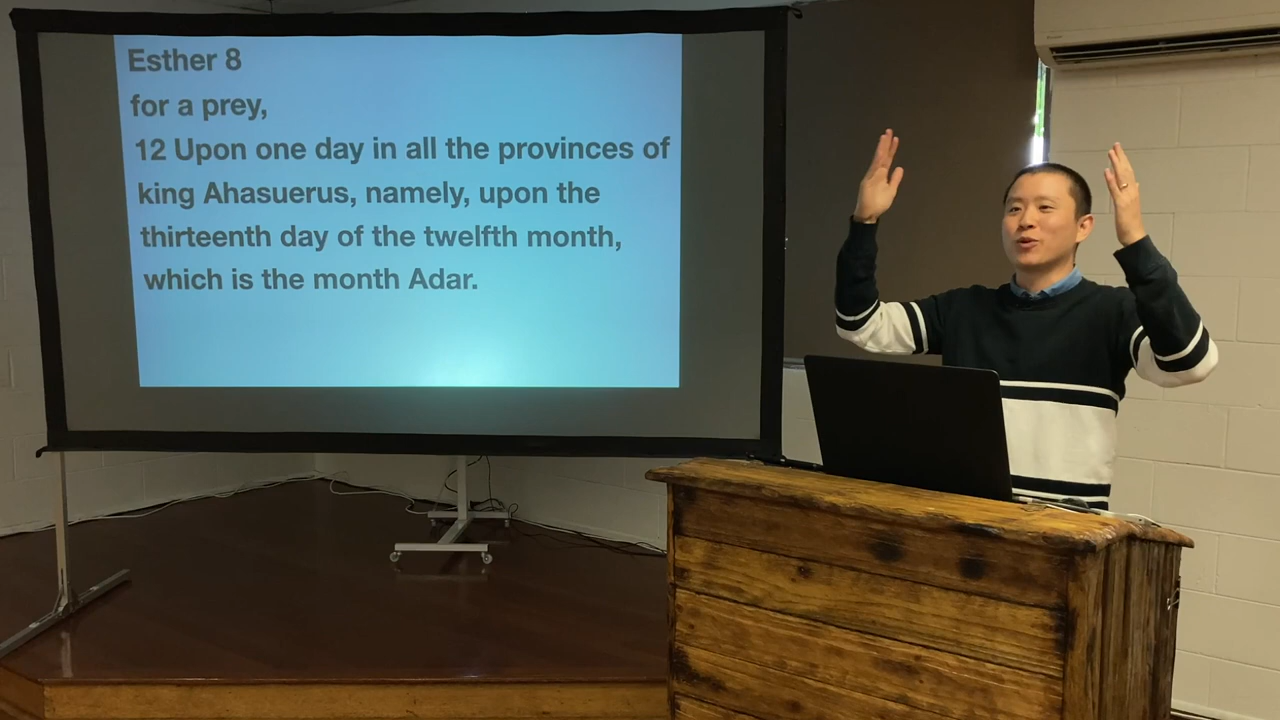 Esther 8
for a prey,
12 Upon one day in all the provinces of
king Ahasuerus, namely, upon the
thirteenth day of the twelfth month,
which is the month Adar.